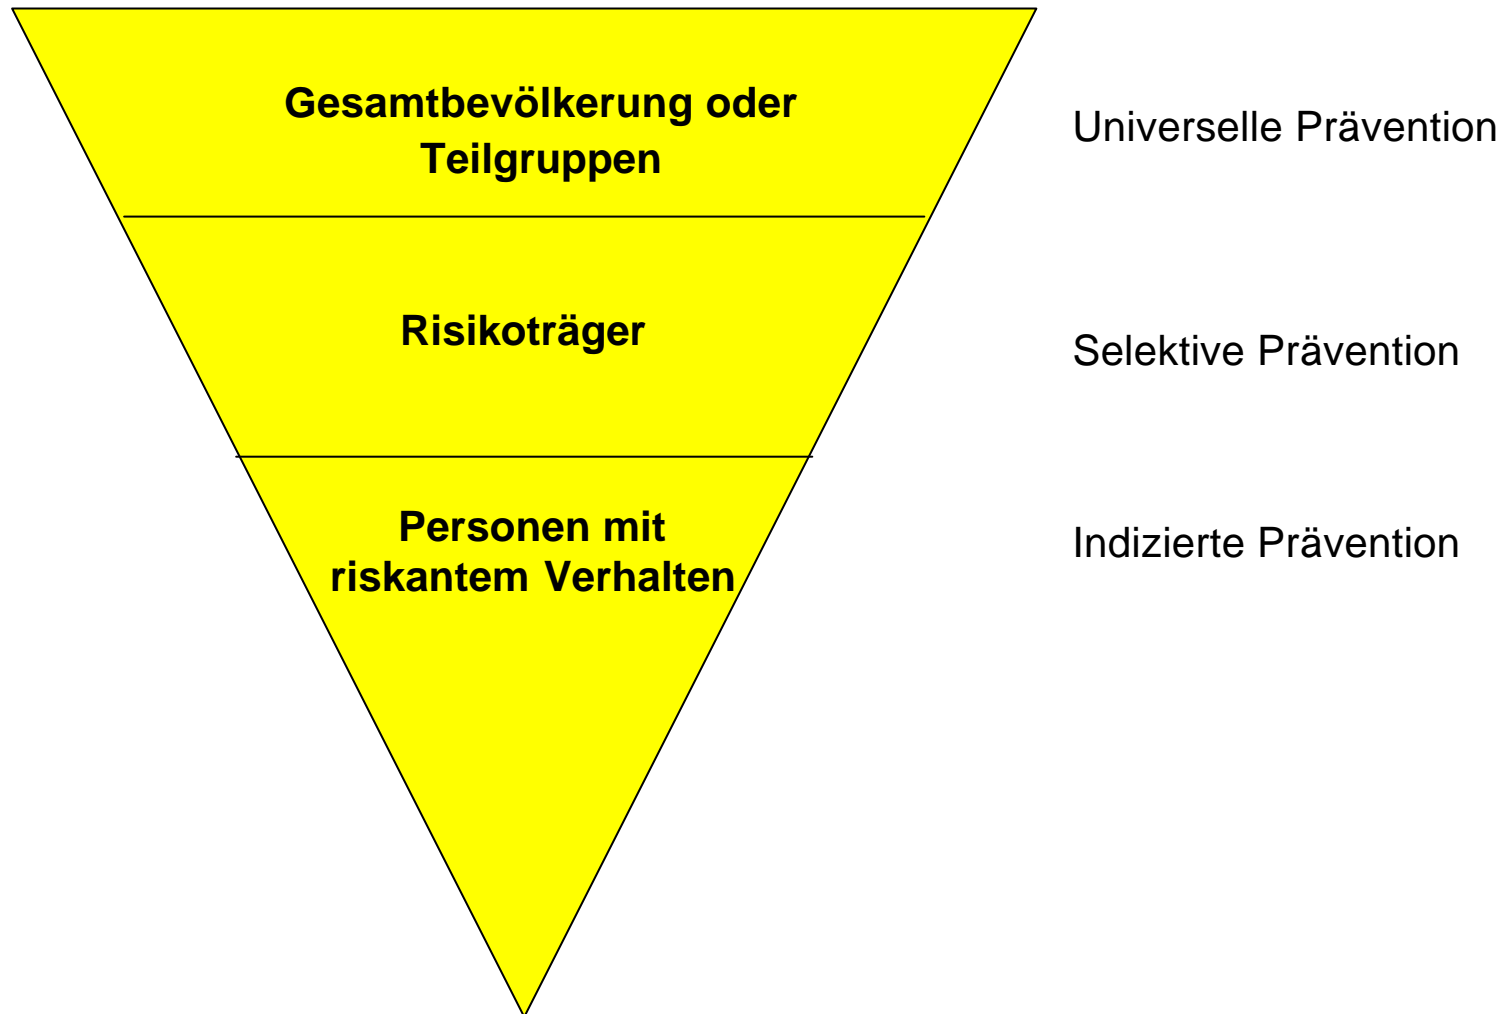 Gesamtbevölkerung oder
Teilgruppen
Universelle Prävention
Risikoträger
Selektive Prävention
Personen mit
riskantem Verhalten
Indizierte Prävention